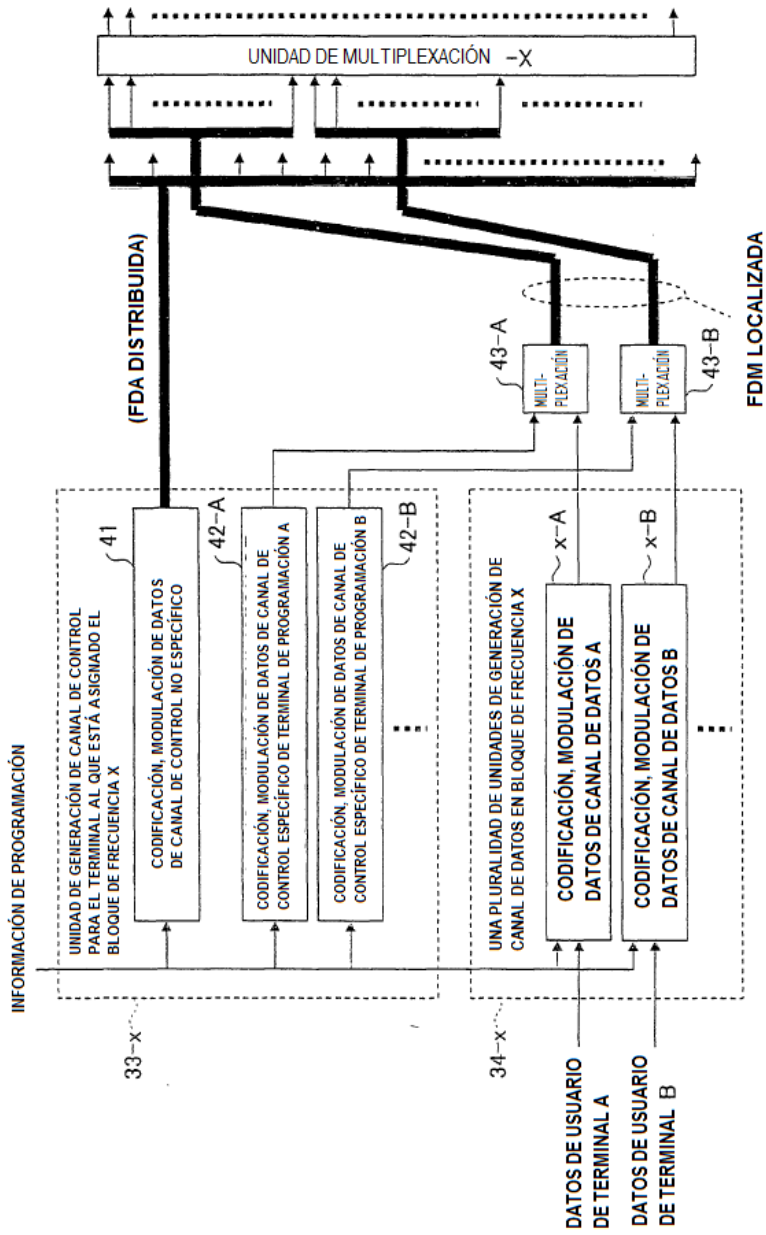 INFORMACIÓN DE PROGRAMACIÓN
33-x
UNIDAD DE GENERACIÓN DE CANAL DE CONTROL
PARA EL TERMINAL AL QUE ESTÁ ASIGNADO EL
BLOQUE DE FRECUENCIA X
41
CODIFICACIÓN, MODULACIÓN DE DATOS
DE CANAL DE CONTROL NO ESPECÍFICO
42-A
CODIFICACIÓN, MODULACIÓN DE DATOS DE CANAL DE
CONTROL ESPECÍFICO DE TERMINAL DE PROGRAMACIÓN A
CODIFICACIÓN, MODULACIÓN DE DATOS DE CANAL DE
CONTROL ESPECÍFICO DE TERMINAL DE PROGRAMACIÓN B
42-B
34-x
UNA PLURALIDAD DE UNIDADES DE GENERACIÓN DE
CANAL DE DATOS EN BLOQUE DE FRECUENCIA X
x-A
CODIFICACIÓN, MODULACIÓN DE
DATOS DE CANAL DE DATOS A
x-B
CODIFICACIÓN, MODULACIÓN DE
DATOS DE CANAL DE DATOS B
DATOS DE USUARIO
DE TERMINAL A
DATOS DE USUARIO
DE TERMINAL B
(FDA DISTRIBUIDA)
43-A
MULTI-
PLEXACIÓN
MULTI-
PLEXACIÓN
43-B
FDM LOCALIZADA
UNIDAD DE MULTIPLEXACIÓN -X